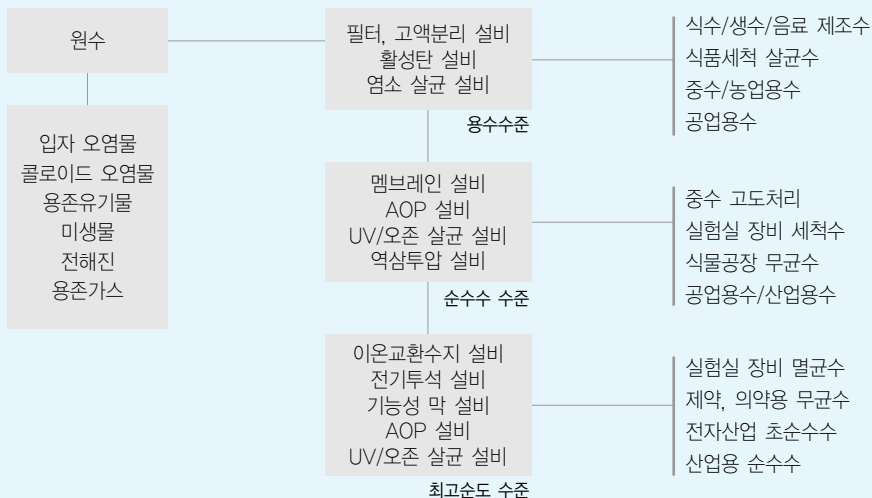 원수
입자 오염물
콜로이드 오염물
용존유기물
미생물
전해진
용존가스
필터, 고액분리 설비
활성탄 설비
염소 살균 설비
용수수준
식수/생수/음료 제조수
식품세척 살균수
중수/농업용수
공업용수
멤브레인 설비
AOP 설비
UV/오존 살균 설비
역삼투압 설비
순수수 수준
중수 고도처리
실험실 장비 세척수
식물공장 무균수
공업용수/산업용수
이온교환수지 설비
전기투석 설비
기능성 막 설비
AOP 설비
UV/오존 살균 설비
최고순도 수준
실험실 장비 멸균수
제약, 의약용 무균수
전자산업 초순수수
산업용 순수수